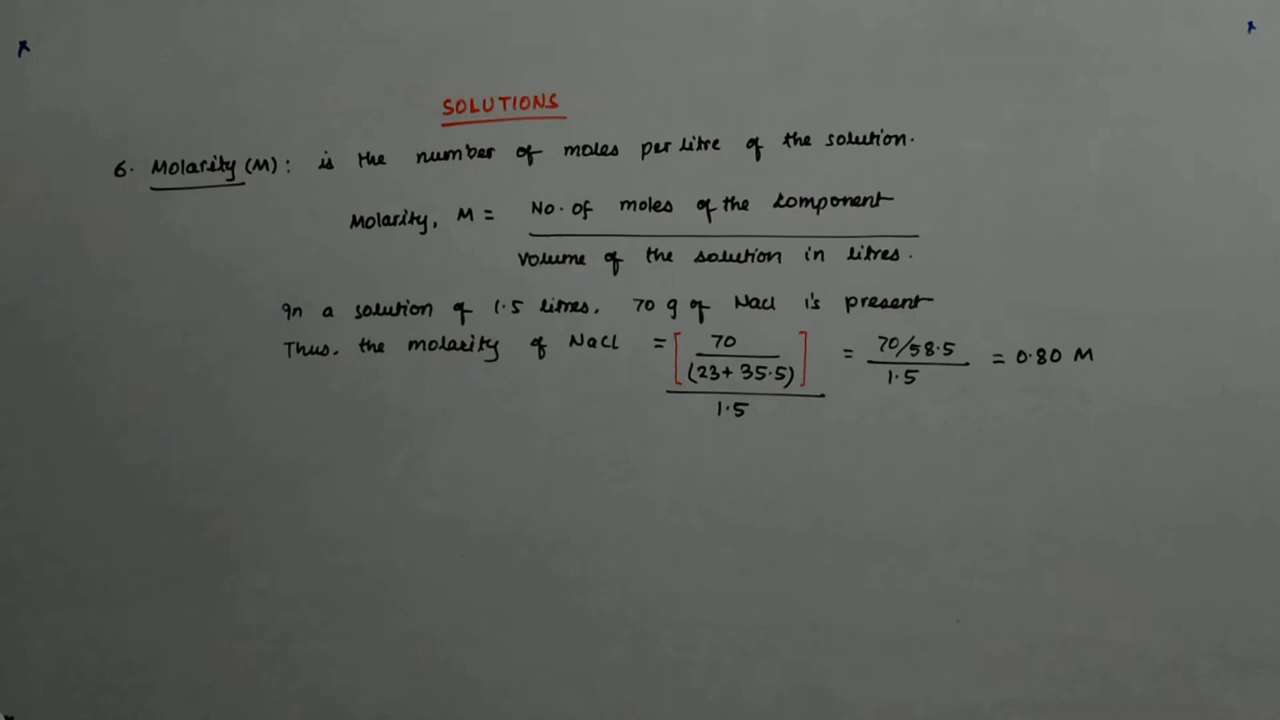 SOLUTIONS
6. Molarity (M): is the number of moles per litre of the solution.
Molarity, M = No. of moles of the component
Volume of the solution in litres.
In a solution of 1.5 litres, 70 g of Nacl is present
Thus, the molarity of NaCl = [70 / (23 + 35.5)] / 1.5 = 70/58.5 / 1.5 = 0.80 M